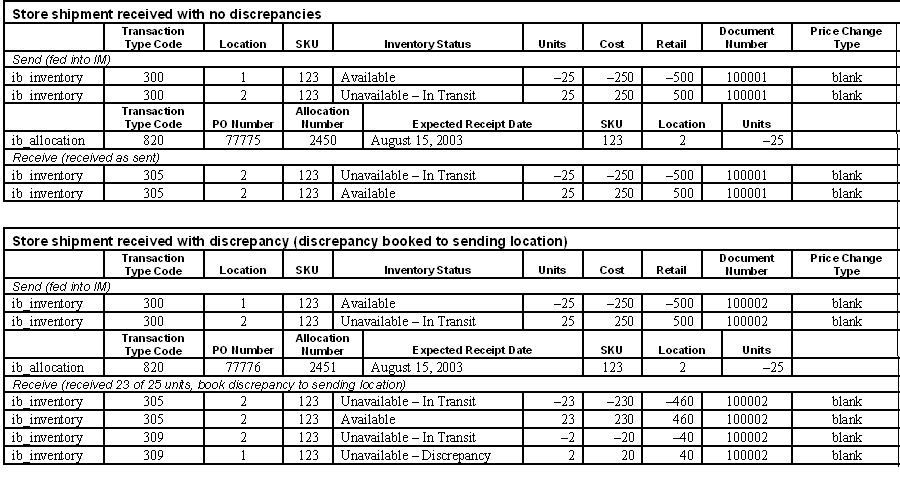 Store shipment received with no discrepancies
Transaction Type Code Location SKU Inventory Status Units Cost Retail Document Number Price Change Type
Send (fed into IM)
ib_inventory 300 1 123 Available –25 –250 –500 100001 blank
ib_inventory 300 2 123 Unavailable – In Transit 25 250 500 100001 blank
Transaction Type Code PO Number Allocation Number Expected Receipt Date SKU Location Units
ib_allocation 820 77775 2450 August 15, 2003 123 2 –25
Receive (received as sent)
ib_inventory 305 2 123 Unavailable – In Transit –25 –250 –500 100001 blank
ib_inventory 305 2 123 Available 25 250 500 100001 blank
Store shipment received with discrepancy (discrepancy booked to sending location)
Transaction Type Code Location SKU Inventory Status Units Cost Retail Document Number Price Change Type
Send (fed into IM)
ib_inventory 300 1 123 Available –25 –250 –500 100002 blank
ib_inventory 300 2 123 Unavailable – In Transit 25 250 500 100002 blank
Transaction Type Code PO Number Allocation Number Expected Receipt Date SKU Location Units
ib_allocation 820 77776 2451 August 15, 2003 123 2 –25
Receive (received 23 of 25 units, book discrepancy to sending location)
ib_inventory 305 2 123 Unavailable – In Transit –23 –230 –460 100002 blank
ib_inventory 305 2 123 Available 23 230 460 100002 blank
ib_inventory 309 2 123 Unavailable – In Transit –2 –20 –40 100002 blank
ib_inventory 309 1 123 Unavailable – Discrepancy 2 20 40 100002 blank